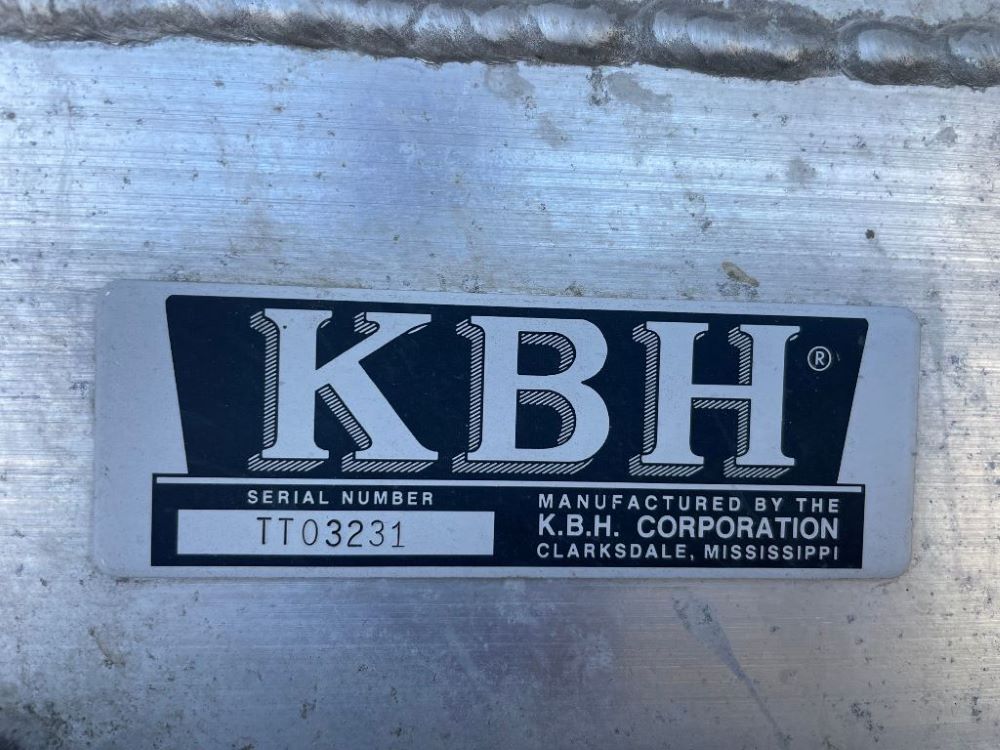 KBH®
SERIAL NUMBER
TT03231
MANUFACTURED BY THE
K.B.H. CORPORATION
CLARKSDALE, MISSISSIPPI